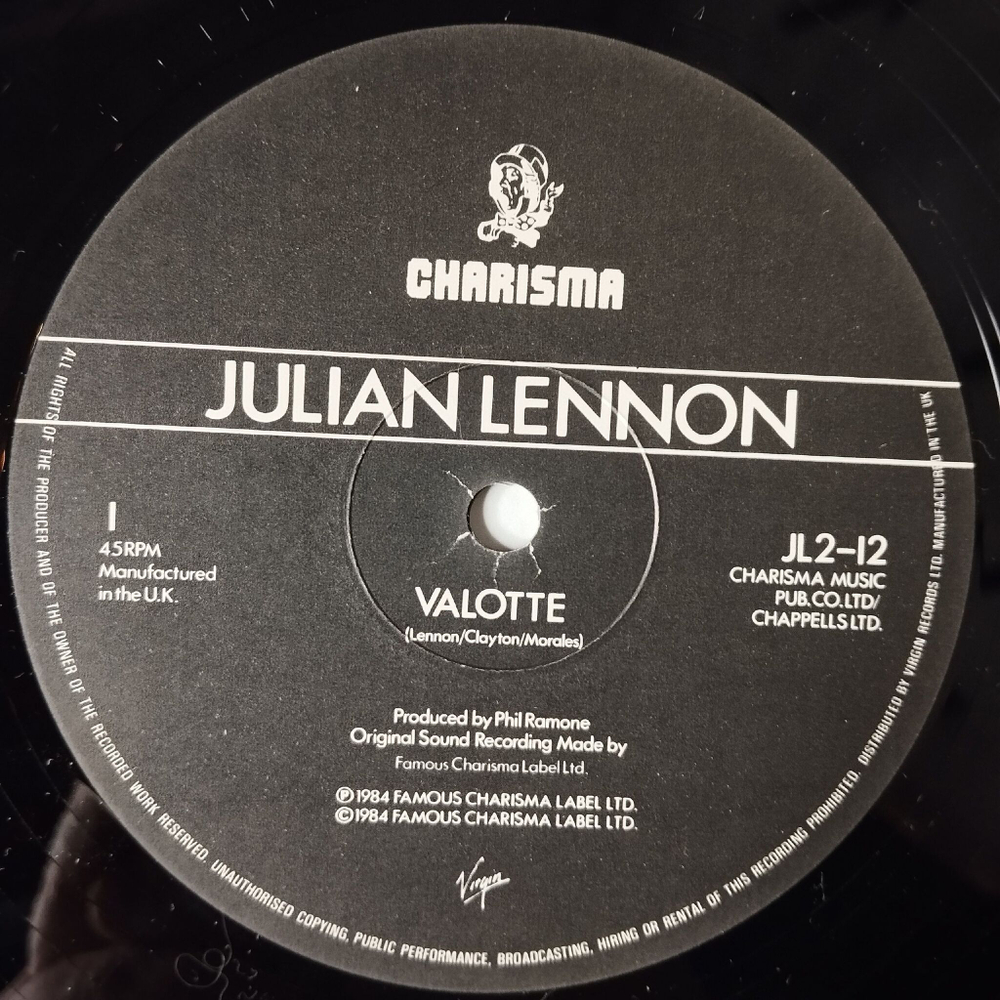 CHARISMA
JULIAN LENNON
1
45RPM
Manufactured
in the U.K.
JL2-12
CHARISMA MUSIC
PUB.CO.LTD/
CHAPPELLS LTD.
VALOTTE
(Lennon/Clayton/Morales)
Produced by Phil Ramone
Original Sound Recording Made by
Famous Charisma Label Ltd.
℗1984 FAMOUS CHARISMA LABEL LTD.
©1984 FAMOUS CHARISMA LABEL LTD.
Virgin
ALL RIGHTS OF THE PRODUCER AND OF THE OWNER OF THE RECORDED WORK RESERVED. UNAUTHORISED COPYING, PUBLIC PERFORMANCE, BROADCASTING, HIRING OR RENTAL OF THIS RECORDING PROHIBITED. DISTRIBUTED BY VIRGIN RECORDS LTD. MANUFACTURED IN THE UK